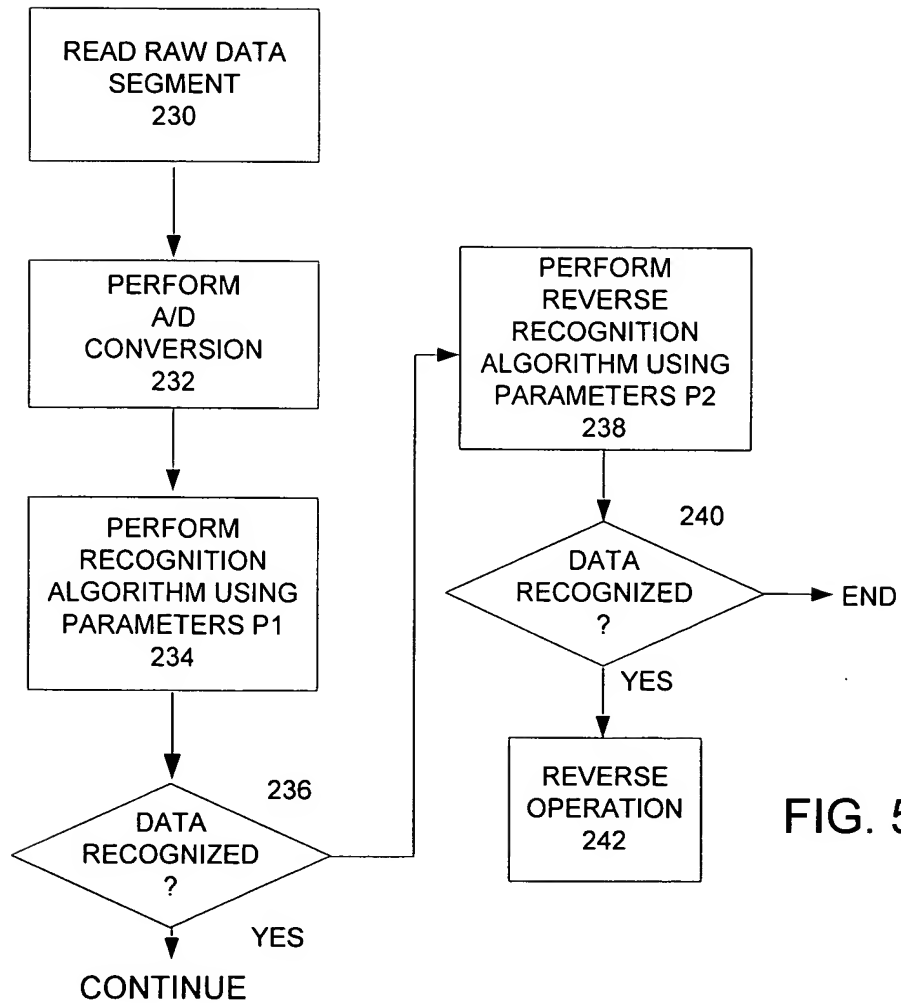 READ RAW DATA
SEGMENT
230
PERFORM
A/D
CONVERSION
232
PERFORM
RECOGNITION
ALGORITHM USING
PARAMETERS P1
234
236
DATA
RECOGNIZED
?
YES
CONTINUE
PERFORM
REVERSE
RECOGNITION
ALGORITHM USING
PARAMETERS P2
238
240
DATA
RECOGNIZED
?
END
YES
REVERSE
OPERATION
242
FIG. 5